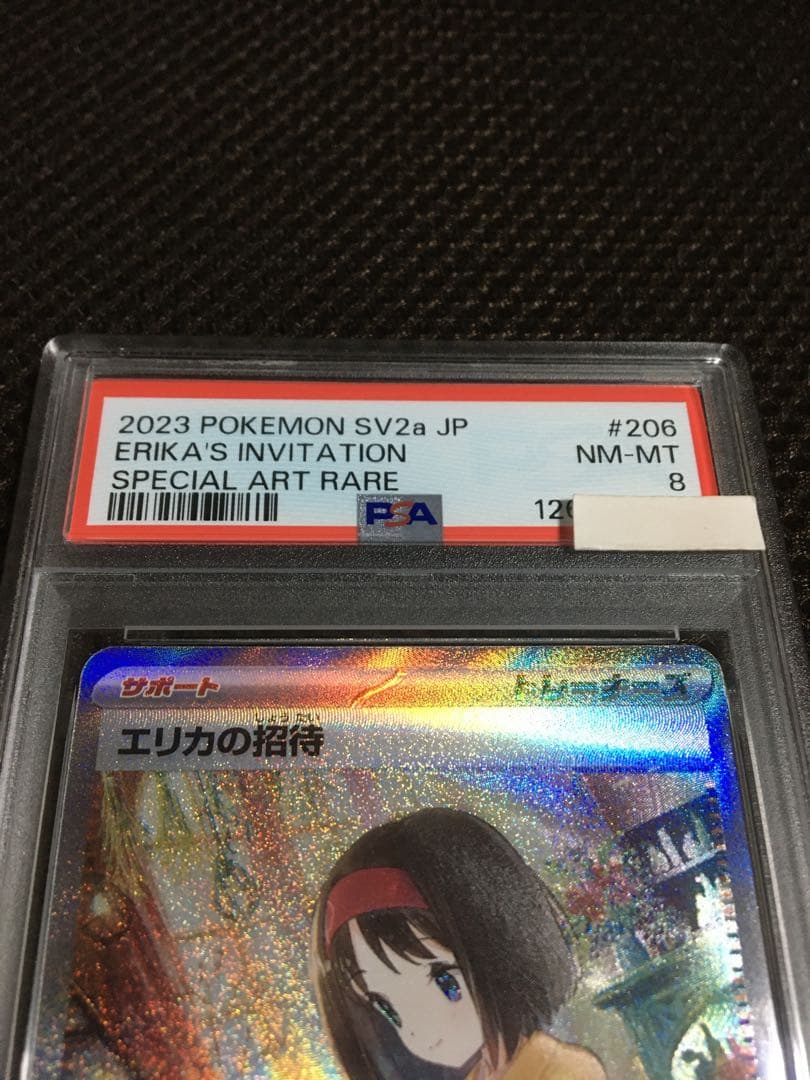 2023 POKEMON SV2a JP #206
ERIKA'S INVITATION NM-MT
SPECIAL ART RARE 8
PSA 126
サポート トレーナーズ
しょうたい
エリカの招待